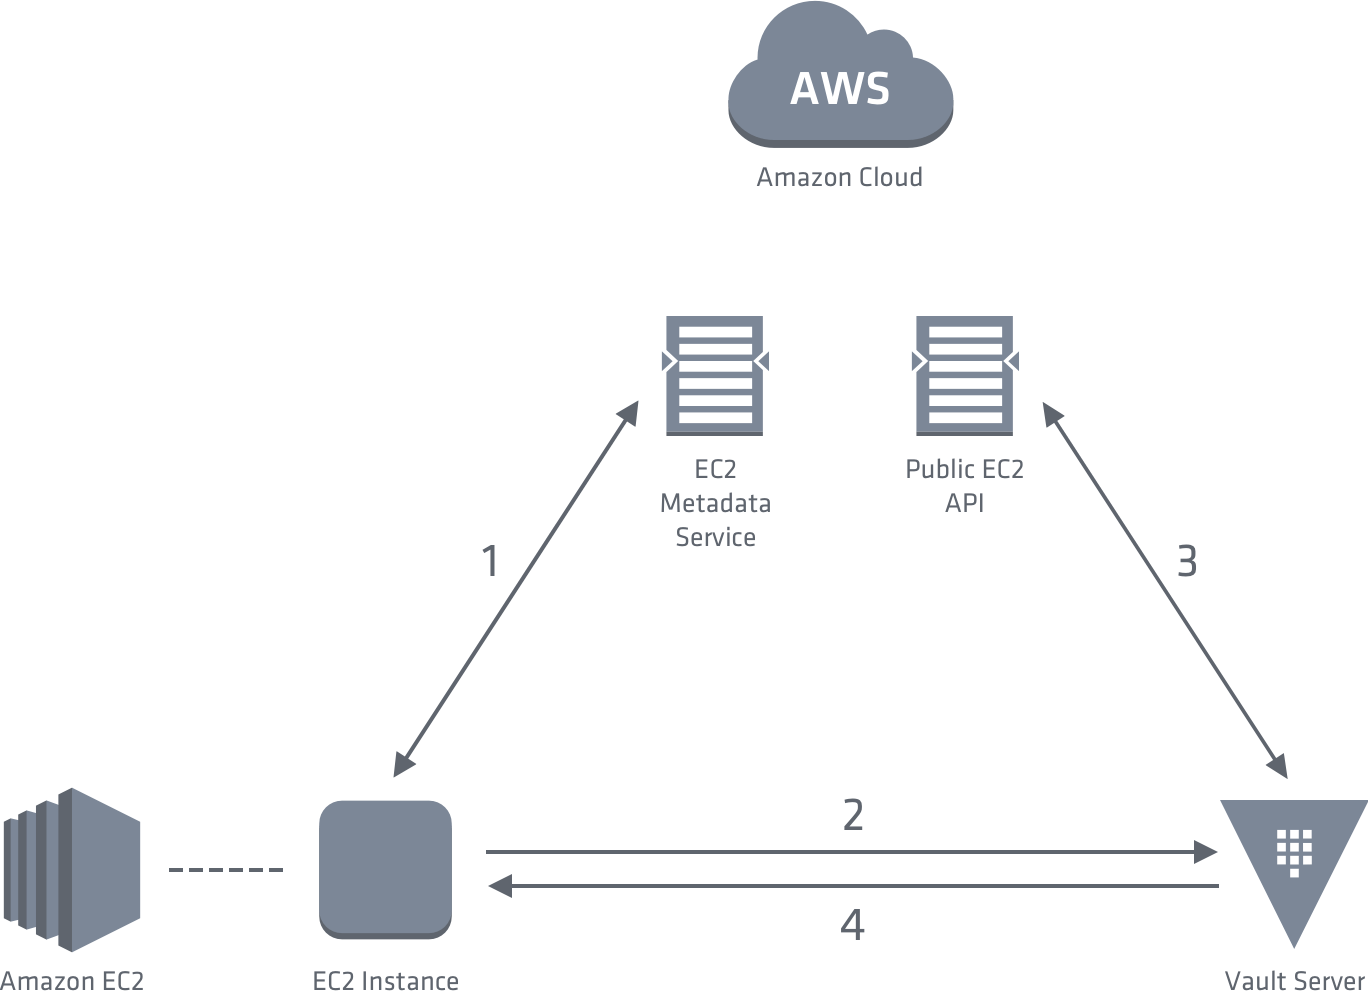 AWS
Amazon Cloud
EC2
Metadata
Service
Public EC2
API
1
3
2
4
Amazon EC2
EC2 Instance
Vault Server